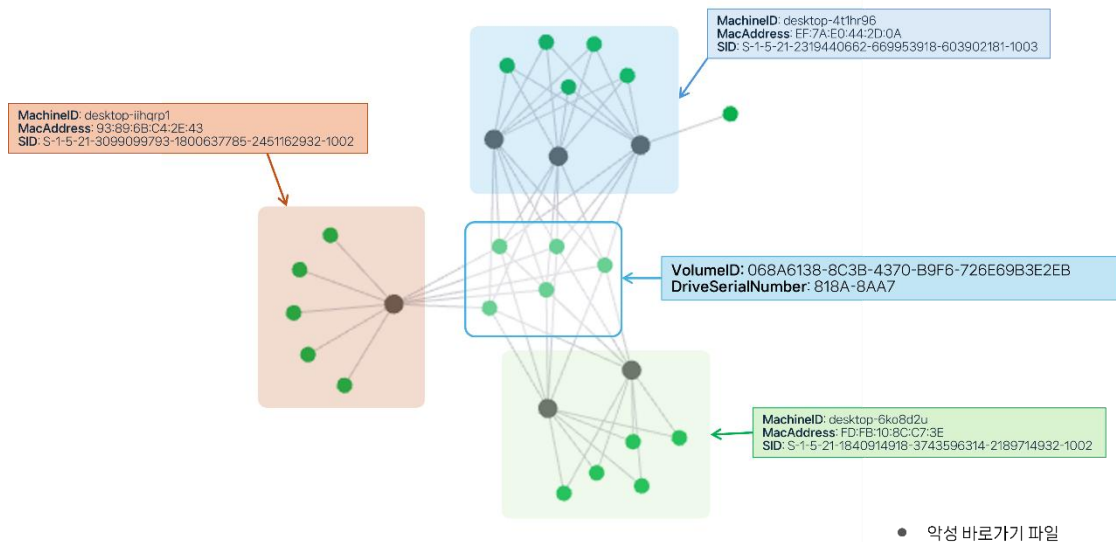 MachineID: desktop-4t1hr96
MacAddress: EF:7A:E0:44:2D:0A
SID: S-1-5-21-2319440662-669953918-603902181-1003
MachineID: desktop-iihqrp1
MacAddress: 93:89:6B:C4:2E:43
SID: S-1-5-21-3099099793-1800637785-2451162932-1002
VolumeID: 068A6138-8C3B-4370-B9F6-726E69B3E2EB
DriveSerialNumber: 818A-8AA7
MachineID: desktop-6ko8d2u
MacAddress: FD:FB:10:8C:C7:3E
SID: S-1-5-21-1840914918-3743596314-2189714932-1002
악성 바로가기 파일